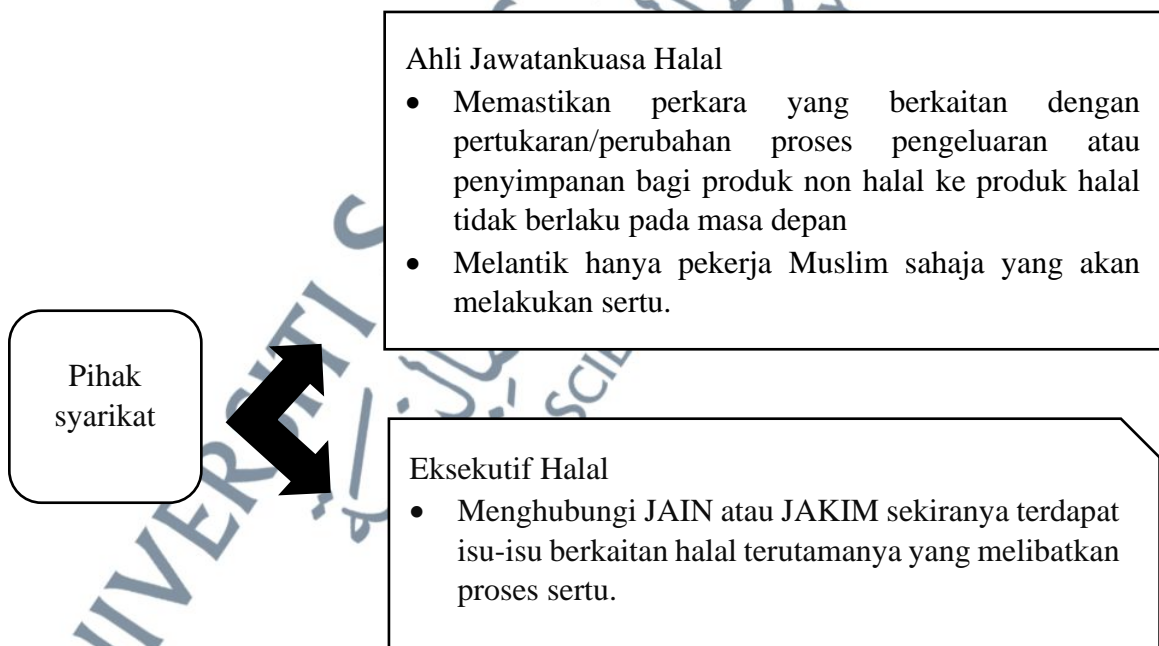 Ahli Jawatankuasa Halal
• Memastikan perkara yang berkaitan dengan
pertukaran/perubahan proses pengeluaran atau
penyimpanan bagi produk non halal ke produk halal
tidak berlaku pada masa depan
• Melantik hanya pekerja Muslim sahaja yang akan
melakukan sertu.
Pihak
syarikat
Eksekutif Halal
• Menghubungi JAIN atau JAKIM sekiranya terdapat
isu-isu berkaitan halal terutamanya yang melibatkan
proses sertu.